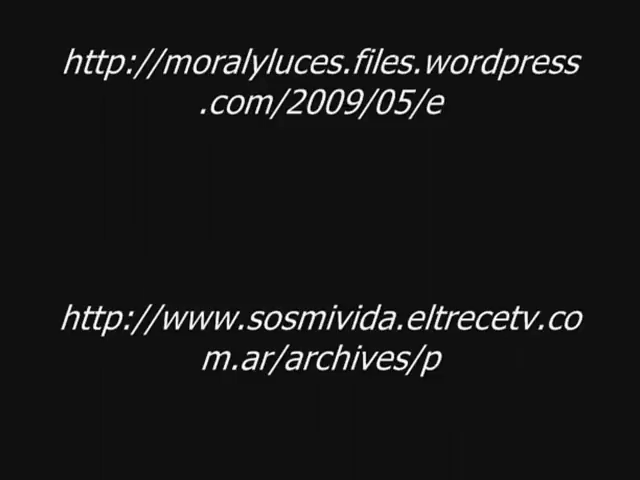 http://moralyluces.files.wordpress
.com/2009/05/e
http://www.sosmivida.eltrecetv.co
m.ar/archives/p